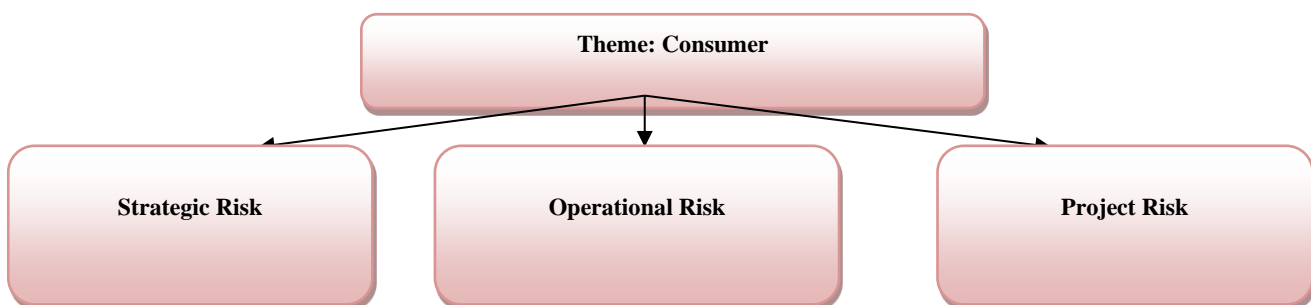 Theme: Consumer
Strategic Risk
Operational Risk
Project Risk